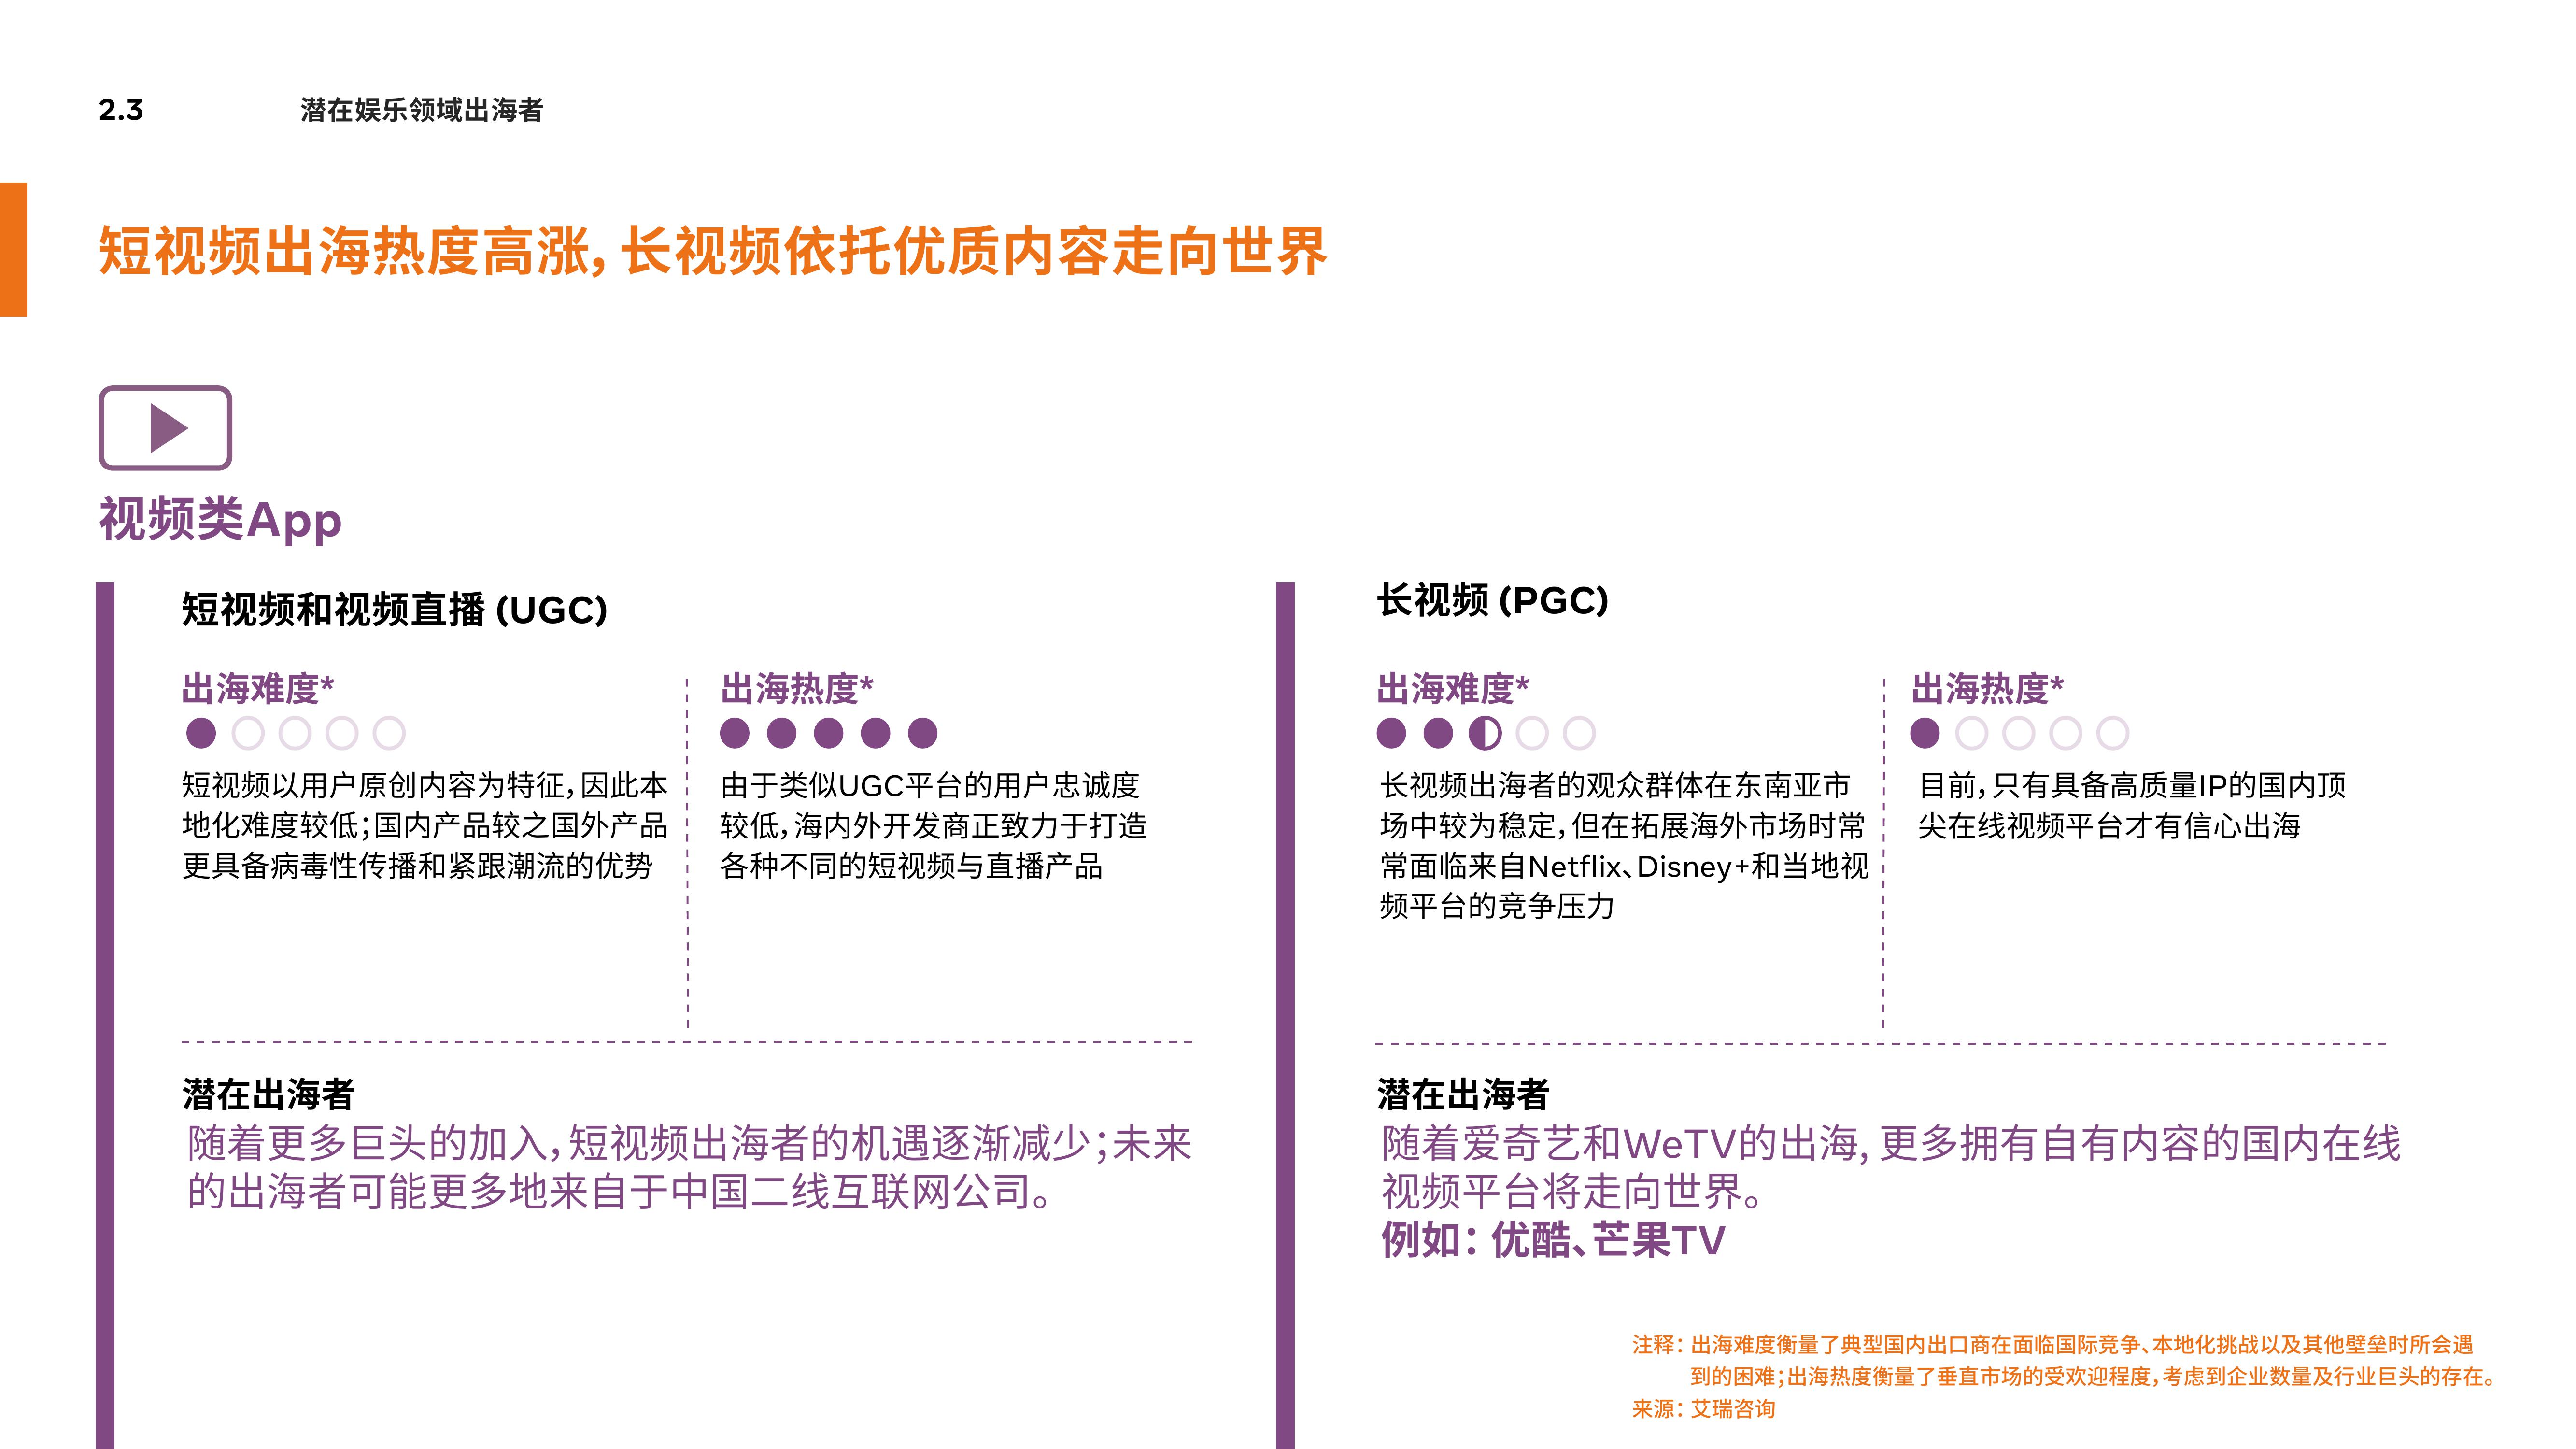 2.3 潜在娱乐领域出海者
短视频出海热度高涨，长视频依托优质内容走向世界
视频类App
短视频和视频直播 (UGC)
出海难度*
短视频以用户原创内容为特征，因此本
地化难度较低；国内产品较之国外产品
更具备病毒性传播和紧跟潮流的优势
出海热度*
由于类似UGC平台的用户忠诚度
较低，海内外开发商正致力于打造
各种不同的短视频与直播产品
潜在出海者
随着更多巨头的加入，短视频出海者的机遇逐渐减少；未来
的出海者可能更多地来自于中国二线互联网公司。
长视频 (PGC)
出海难度*
长视频出海者的观众群体在东南亚市
场中较为稳定，但在拓展海外市场时常
常面临来自Netflix、Disney+和当地视
频平台的竞争压力
出海热度*
目前，只有具备高质量IP的国内顶
尖在线视频平台才有信心出海
潜在出海者
随着爱奇艺和WeTV的出海，更多拥有自有内容的国内在线
视频平台将走向世界。
例如：优酷、芒果TV
注释：出海难度衡量了典型国内出口商在面临国际竞争、本地化挑战以及其他壁垒时所会遇
到的困难；出海热度衡量了垂直市场的受欢迎程度，考虑到企业数量及行业巨头的存在。
来源：艾瑞咨询